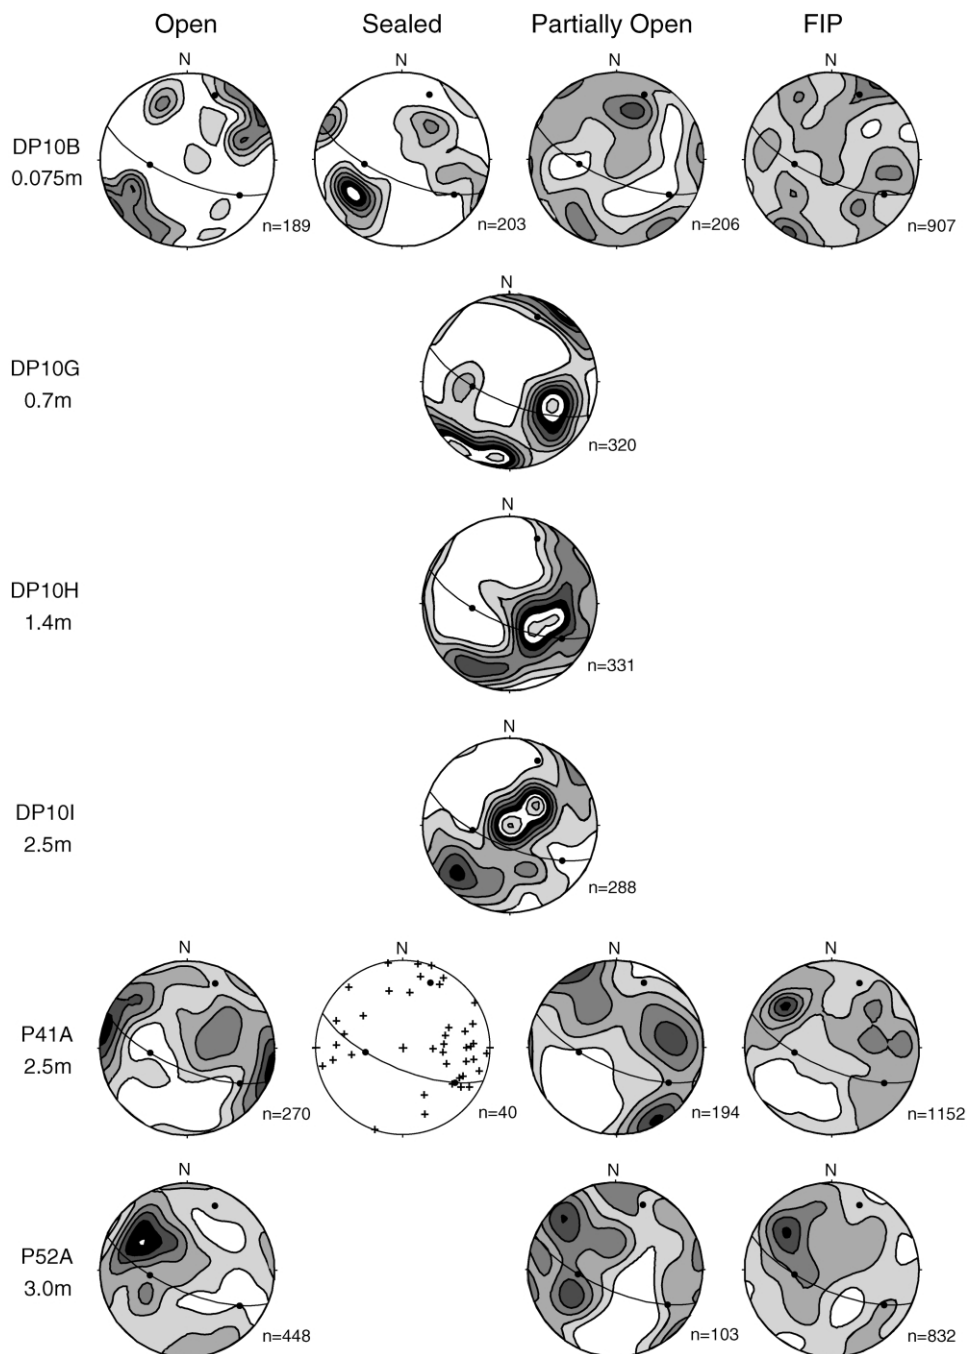 Open Sealed Partially Open FIP
N N N N
DP10B
0.075m
n=189 n=203 n=206 n=907
N
DP10G
0.7m
n=320
N
DP10H
1.4m
n=331
N
DP10I
2.5m
n=288
N N N N
P41A
2.5m
n=270 n=40 n=194 n=1152
N N N
P52A
3.0m
n=448 n=103 n=832